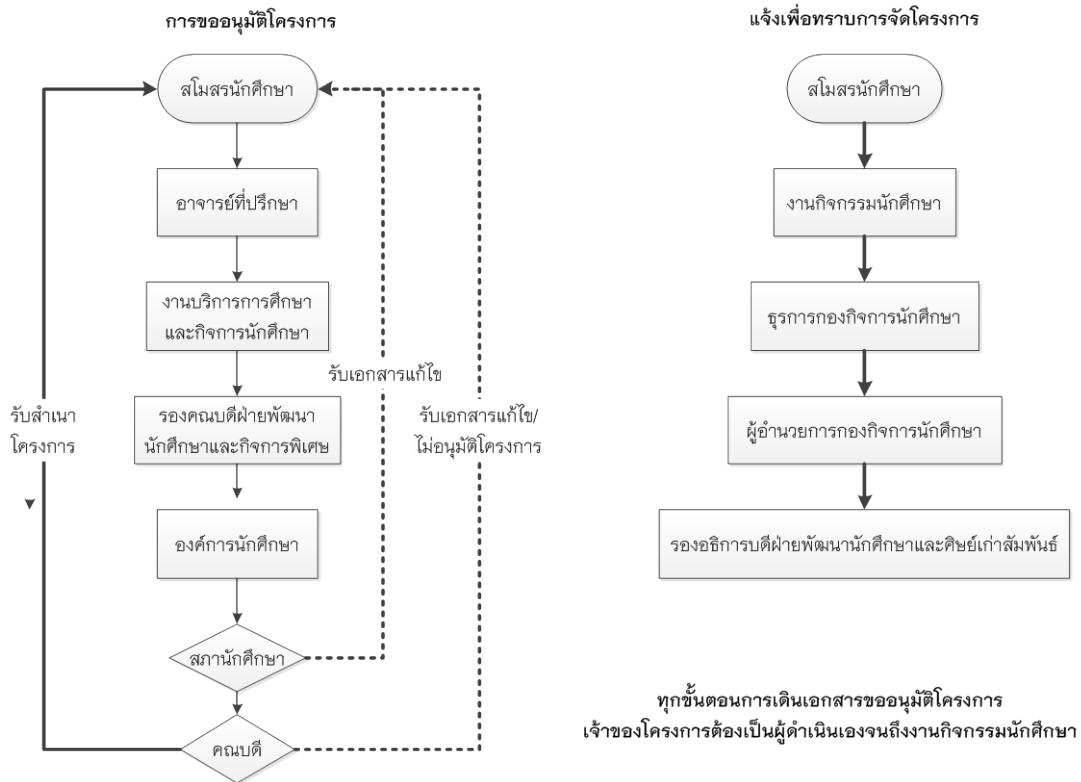 การขออนุมัติโครงการ
สโมสรนักศึกษา
อาจารย์ที่ปรึกษา
งานบริการการศึกษา
และกิจการนักศึกษา
รองคณบดีฝ่ายพัฒนา
นักศึกษาและกิจการพิเศษ
องค์การนักศึกษา
สภานักศึกษา
คณบดี
รับสำเนา
โครงการ
รับเอกสารแก้ไข
รับเอกสารแก้ไข/
ไม่อนุมัติโครงการ
แจ้งเพื่อทราบการจัดโครงการ
สโมสรนักศึกษา
งานกิจกรรมนักศึกษา
ธุรการกองกิจการนักศึกษา
ผู้อำนวยการกองกิจการนักศึกษา
รองอธิการบดีฝ่ายพัฒนานักศึกษาและศิษย์เก่าสัมพันธ์
ทุกขั้นตอนการเดินเอกสารขออนุมัติโครงการ
เจ้าของโครงการต้องเป็นผู้ดำเนินเองจนถึงงานกิจกรรมนักศึกษา